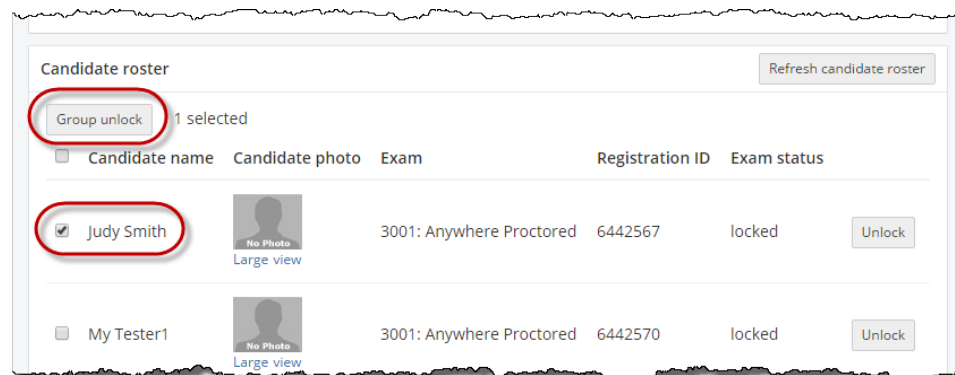 Candidate roster Refresh candidate roster
Group unlock 1 selected
Candidate name Candidate photo Exam Registration ID Exam status
Judy Smith No Photo 3001: Anywhere Proctored 6442567 locked Unlock
Large view
My Tester1 No Photo 3001: Anywhere Proctored 6442570 locked Unlock
Large view